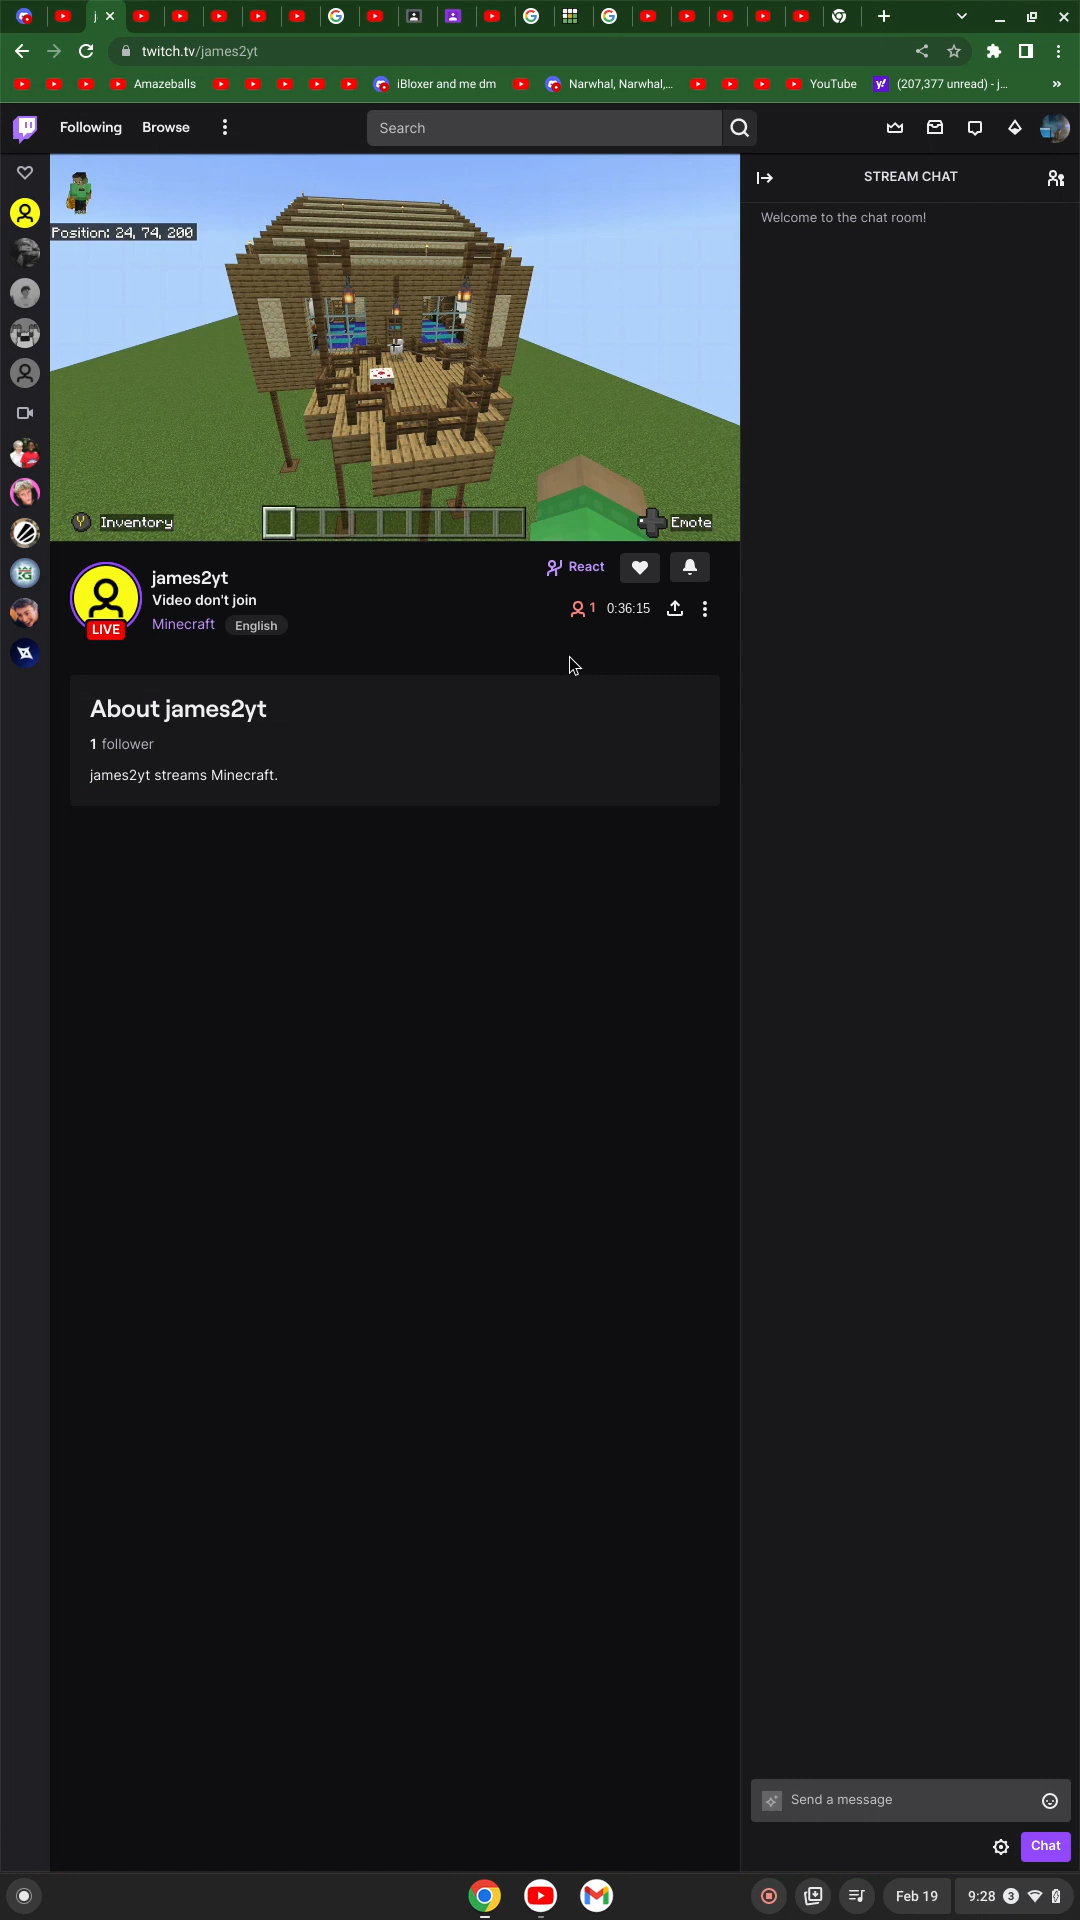 twitch.tv/james2yt
Amazeballs
iBloxer and me dm
Narwhal, Narwhal,...
YouTube
(207,377 unread) - j...
»
Following
Browse
Search
Position: 24, 74, 200
Inventory
Emote
STREAM CHAT
Welcome to the chat room!
james2yt
Video don't join
Minecraft
English
LIVE
React
1
0:36:15
About james2yt
1 follower
james2yt streams Minecraft.
Send a message
Chat
Feb 19
9:28
3